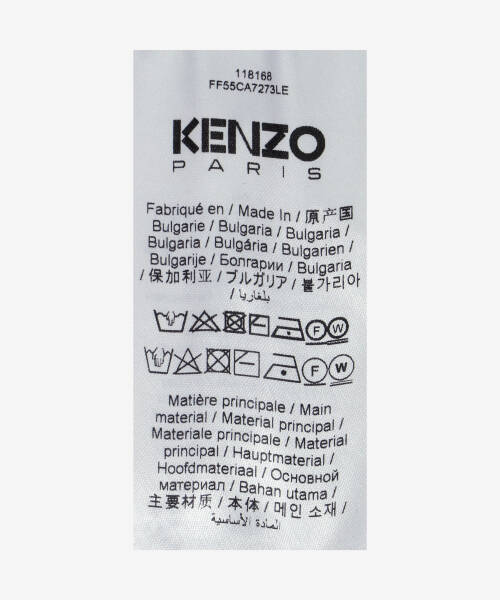 118168
FF55CA7273LE
KENZO
PARIS
Fabriqué en / Made In / 原产国
Bulgarie / Bulgaria / Bulgaria /
Bulgaria / Bulgária / Bulgarien /
Bulgarije / Болгарии / Bulgaria
/ 保加利亚 / ブルガリア / 불가리아
/ بلغاريا
F W
F W
Matière principale / Main
material / Material principal /
Materiale principale / Material
principal / Hauptmaterial /
Hoofdmateriaal / Основной
материал / Bahan utama /
主要材质 / 本体 / 메인 소재 /
المادة الأساسية